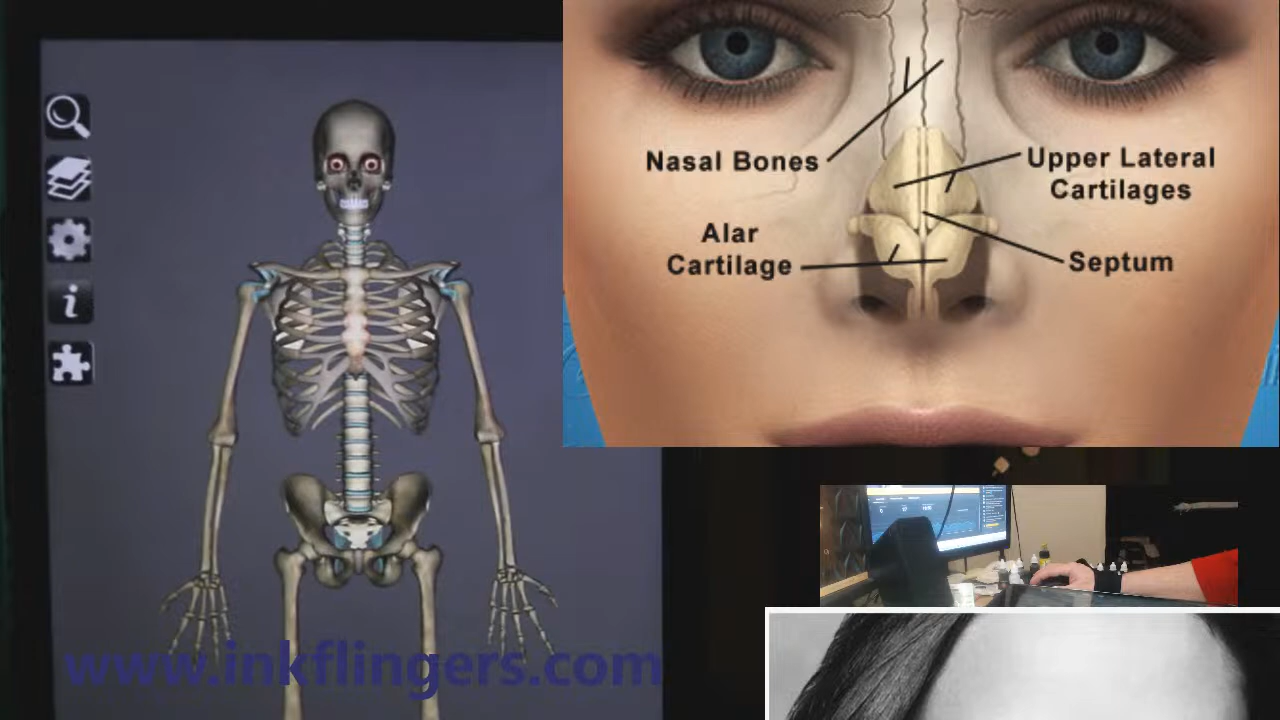 Nasal Bones
Upper Lateral
Cartilages
Alar
Cartilage
Septum
www.inkflingers.com